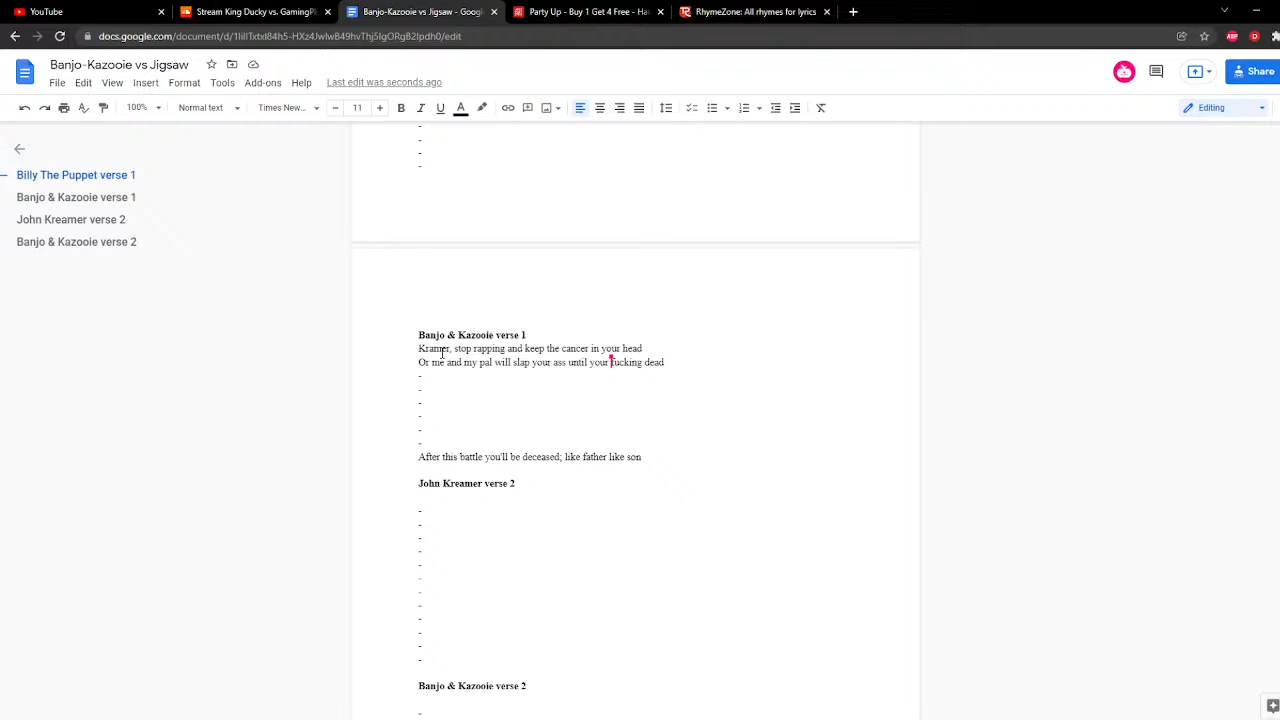 YouTube
Stream King Ducky vs. GamingPl
Banjo-Kazooie vs Jigsaw - Googl
Party Up - Buy 1 Get 4 Free - Ha
RhymeZone: All rhymes for lyrics
Banjo-Kazooie vs Jigsaw
File Edit View Insert Format Tools Add-ons Help Last edit was seconds ago
Share
100% Normal text Times New... 11 Editing
Billy The Puppet verse 1
Banjo & Kazooie verse 1
John Kreamer verse 2
Banjo & Kazooie verse 2
-
-
-
-
Banjo & Kazooie verse 1
Kramer, stop rapping and keep the cancer in your head
Or me and my pal will slap your ass until your fucking dead
-
-
-
-
-
-
After this battle you'll be deceased; like father like son
John Kreamer verse 2
-
-
-
-
-
-
-
-
-
-
-
-
Banjo & Kazooie verse 2
-